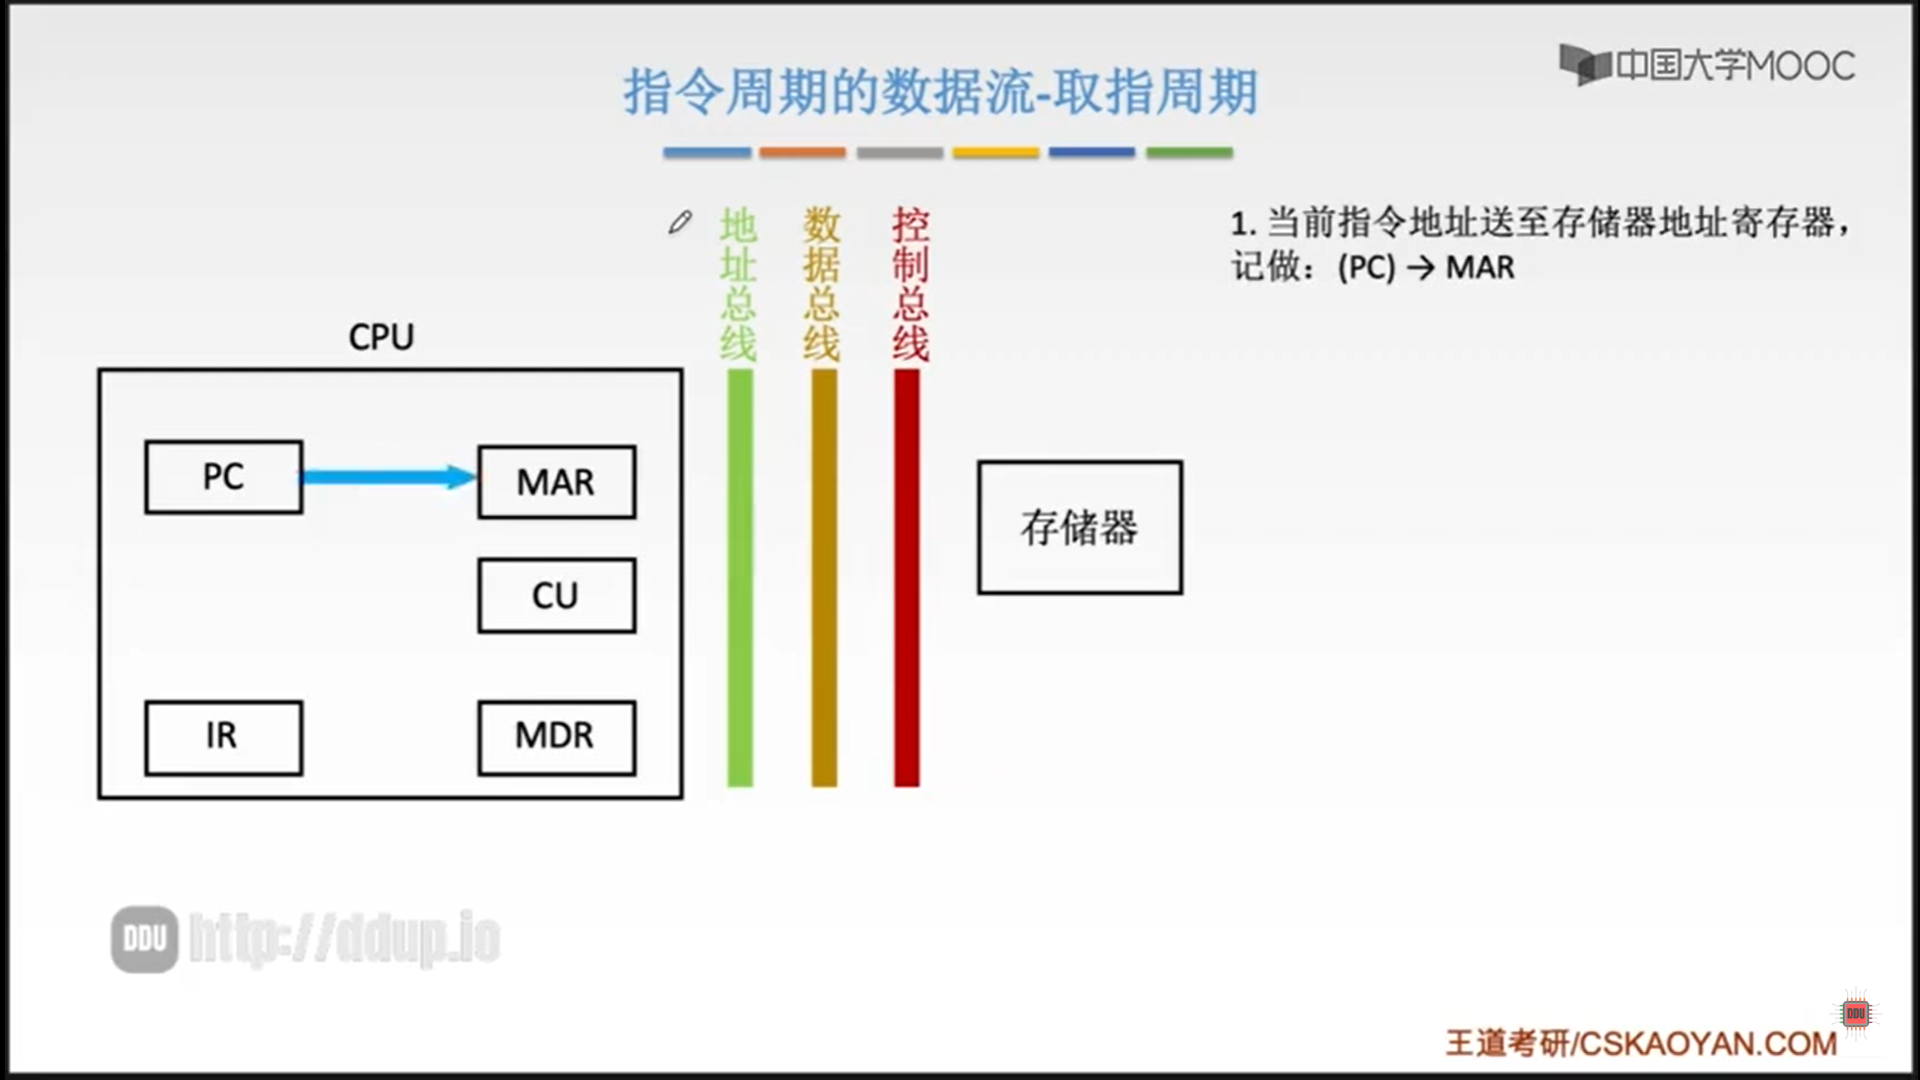 中国大学MOOC
指令周期的数据流-取指周期
地址总线
数据总线
控制总线
1. 当前指令地址送至存储器地址寄存器，
记做：(PC) → MAR
CPU
PC
MAR
CU
IR
MDR
存储器
DDU http://ddup.io
DDU
王道考研/CSKAOYAN.COM